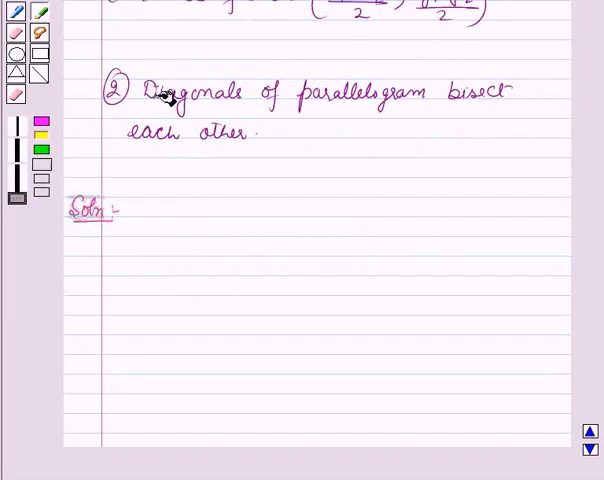 ② Diagonals of parallelogram bisect
each other.
Soln:-